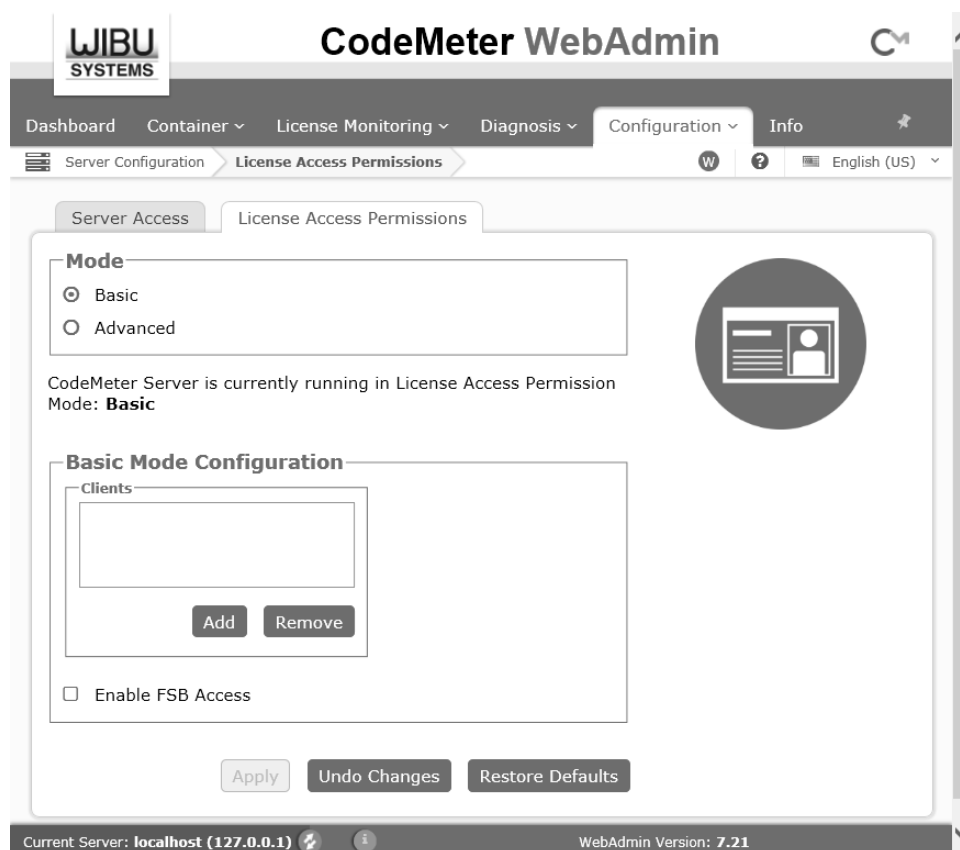 WIBU
SYSTEMS
CodeMeter WebAdmin
CM
Dashboard Container License Monitoring Diagnosis Configuration Info
Server Configuration License Access Permissions W ? English (US)
Server Access License Access Permissions
Mode
Basic
Advanced
CodeMeter Server is currently running in License Access Permission
Mode: Basic
Basic Mode Configuration
Clients
Add Remove
Enable FSB Access
Apply Undo Changes Restore Defaults
Current Server: localhost (127.0.0.1) i WebAdmin Version: 7.21